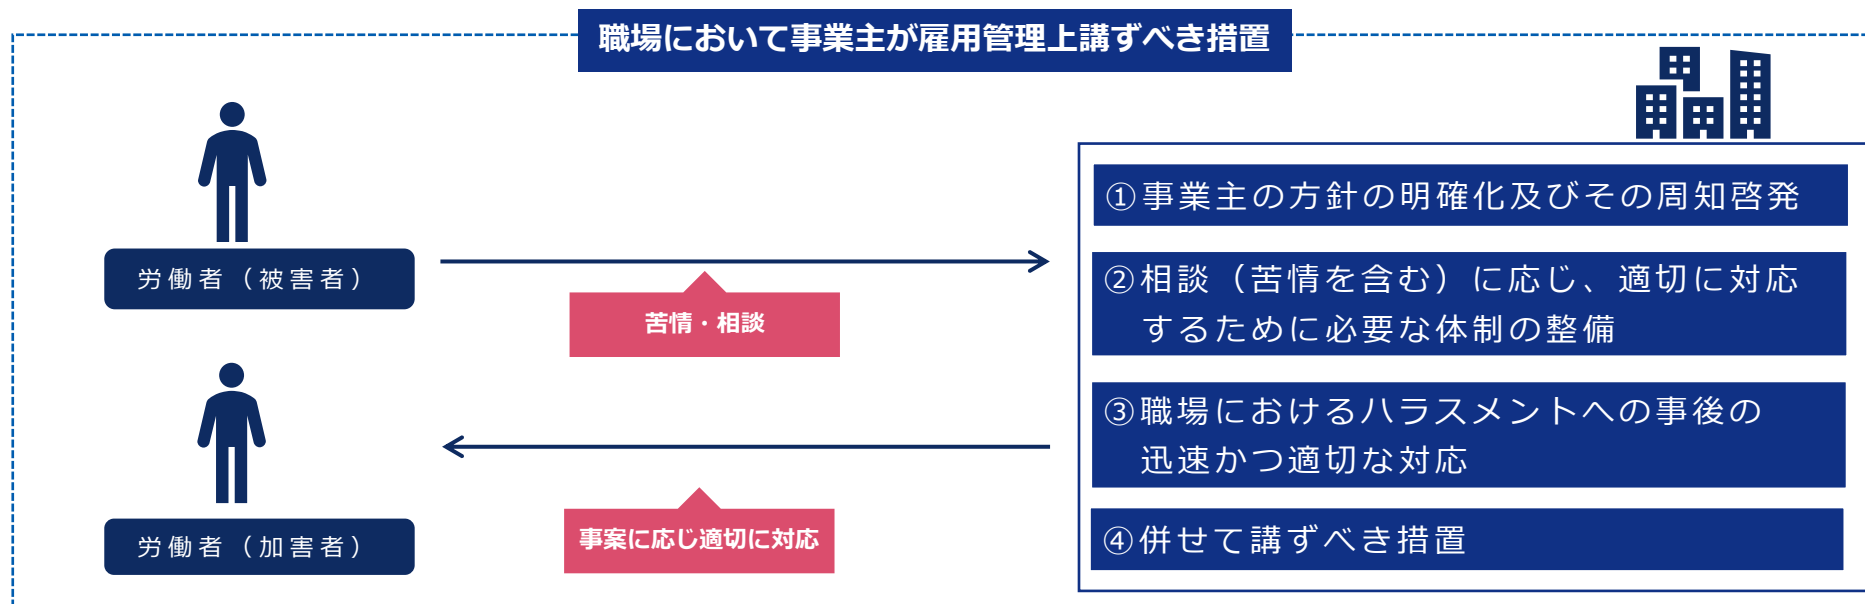 職場において事業主が雇用管理上講ずべき措置
労働者（被害者）
苦情・相談
労働者（加害者）
事案に応じ適切に対応
①事業主の方針の明確化及びその周知啓発
②相談（苦情を含む）に応じ、適切に対応
するために必要な体制の整備
③職場におけるハラスメントへの事後の
迅速かつ適切な対応
④併せて講ずべき措置